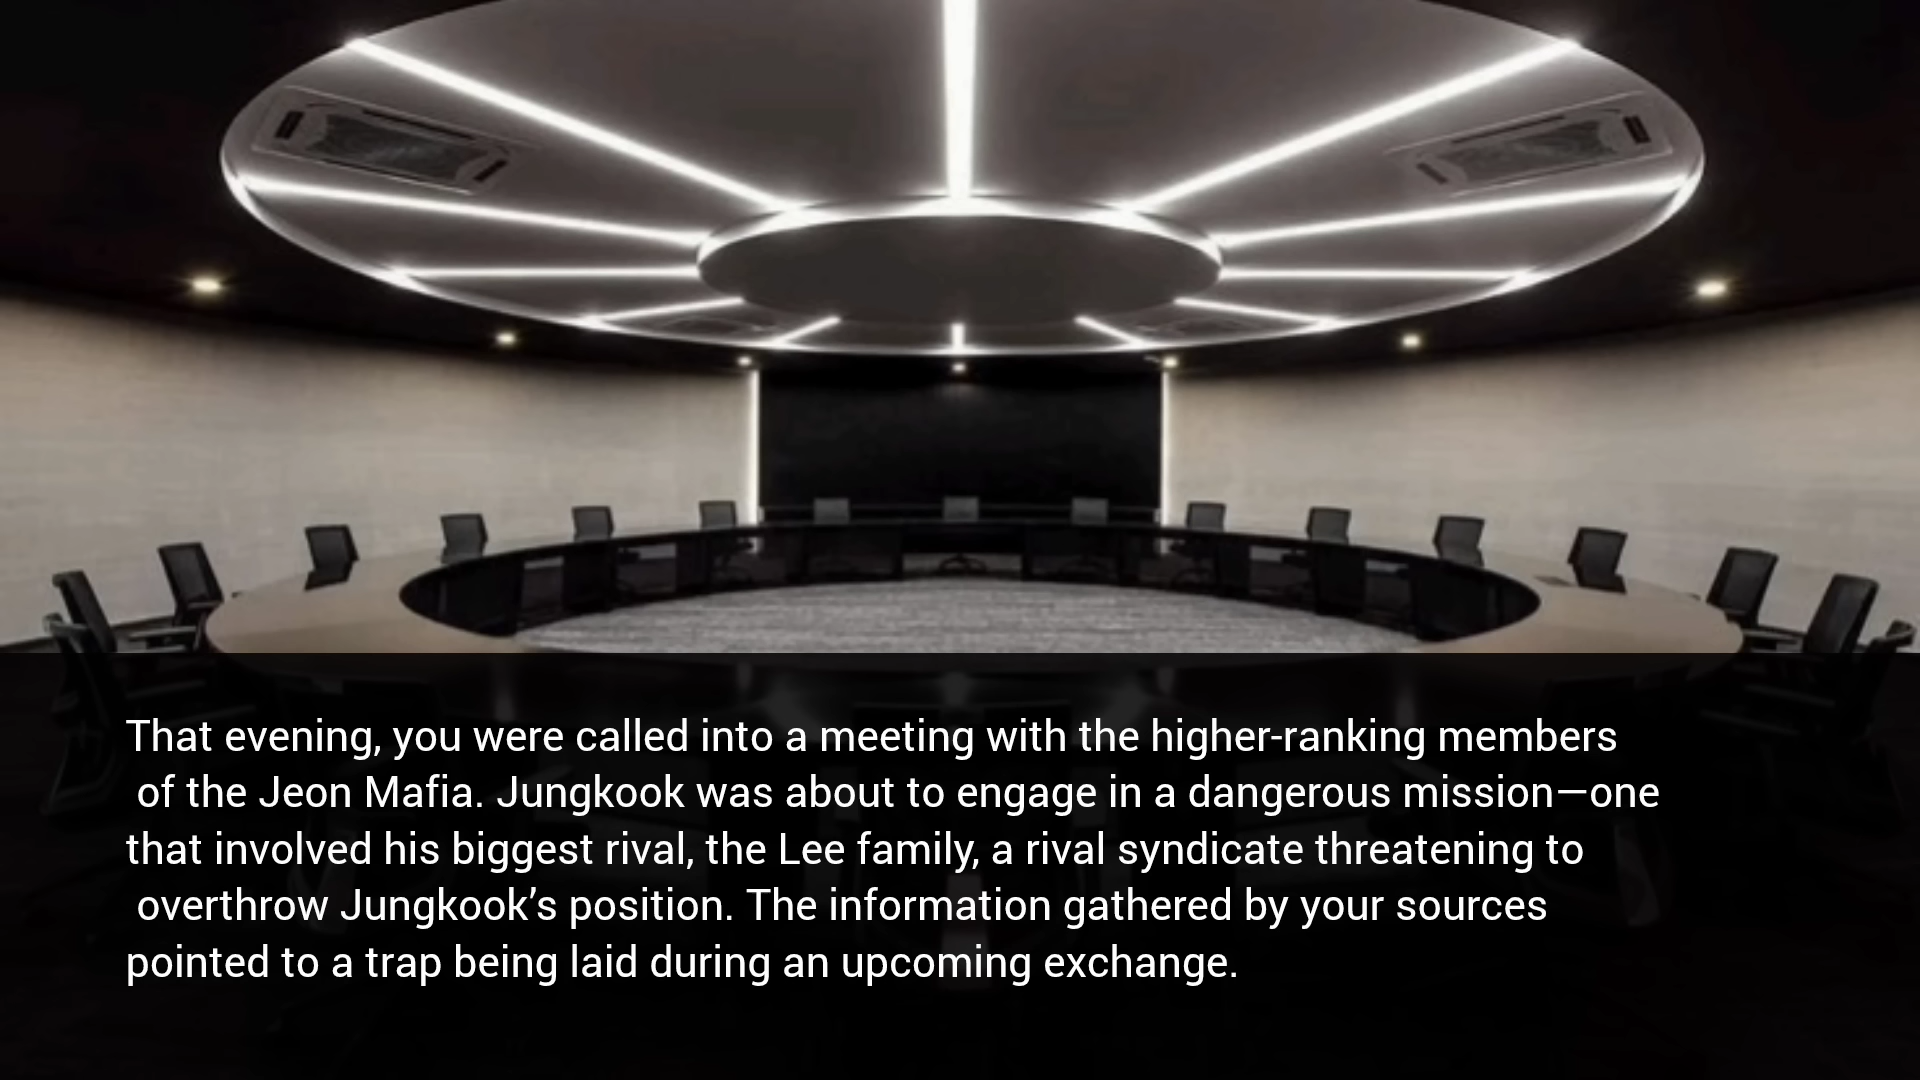 That evening, you were called into a meeting with the higher-ranking members
of the Jeon Mafia. Jungkook was about to engage in a dangerous mission—one
that involved his biggest rival, the Lee family, a rival syndicate threatening to
overthrow Jungkook’s position. The information gathered by your sources
pointed to a trap being laid during an upcoming exchange.